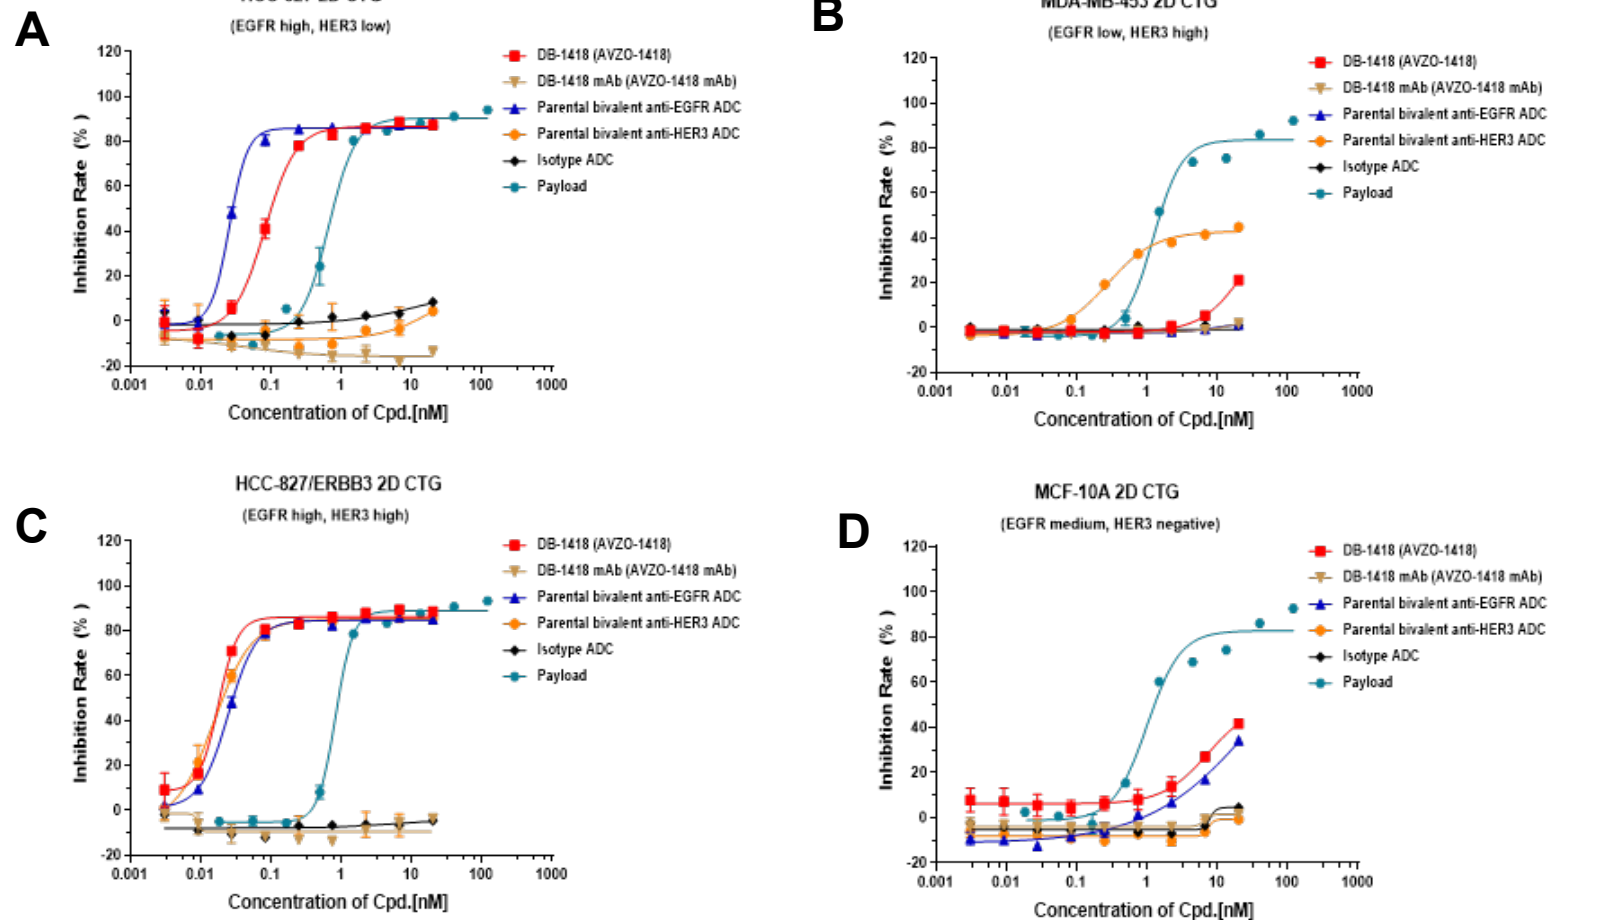 A
(EGFR high, HER3 low)
120
100
80
60
40
20
0
-20
0.001
0.01
0.1
1
10
100
1000
Inhibition Rate (%)
Concentration of Cpd.[nM]
DB-1418 (AVZO-1418)
DB-1418 mAb (AVZO-1418 mAb)
Parental bivalent anti-EGFR ADC
Parental bivalent anti-HER3 ADC
Isotype ADC
Payload
B
MDA-MB-453 2D CTG
(EGFR low, HER3 high)
120
100
80
60
40
20
0
-20
0.001
0.01
0.1
1
10
100
1000
Inhibition Rate (%)
Concentration of Cpd.[nM]
DB-1418 (AVZO-1418)
DB-1418 mAb (AVZO-1418 mAb)
Parental bivalent anti-EGFR ADC
Parental bivalent anti-HER3 ADC
Isotype ADC
Payload
C
HCC-827/ERBB3 2D CTG
(EGFR high, HER3 high)
120
100
80
60
40
20
0
-20
0.001
0.01
0.1
1
10
100
1000
Inhibition Rate (%)
Concentration of Cpd.[nM]
DB-1418 (AVZO-1418)
DB-1418 mAb (AVZO-1418 mAb)
Parental bivalent anti-EGFR ADC
Parental bivalent anti-HER3 ADC
Isotype ADC
Payload
D
MCF-10A 2D CTG
(EGFR medium, HER3 negative)
120
100
80
60
40
20
0
-20
0.001
0.01
0.1
1
10
100
1000
Inhibition Rate (%)
Concentration of Cpd.[nM]
DB-1418 (AVZO-1418)
DB-1418 mAb (AVZO-1418 mAb)
Parental bivalent anti-EGFR ADC
Parental bivalent anti-HER3 ADC
Isotype ADC
Payload